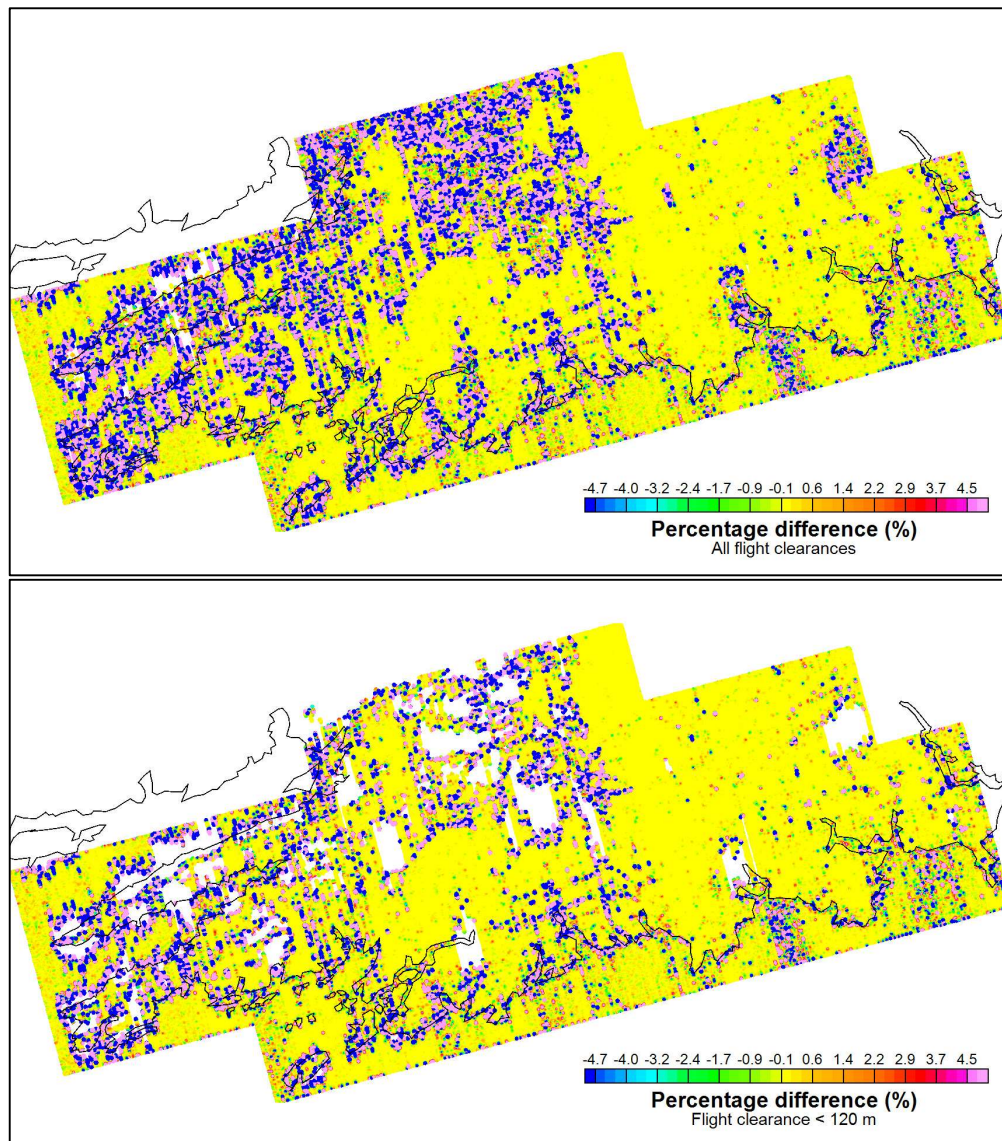 -4.7 -4.0 -3.2 -2.4 -1.7 -0.9 -0.1 0.6 1.4 2.2 2.9 3.7 4.5
Percentage difference (%)
All flight clearances
-4.7 -4.0 -3.2 -2.4 -1.7 -0.9 -0.1 0.6 1.4 2.2 2.9 3.7 4.5
Percentage difference (%)
Flight clearance < 120 m